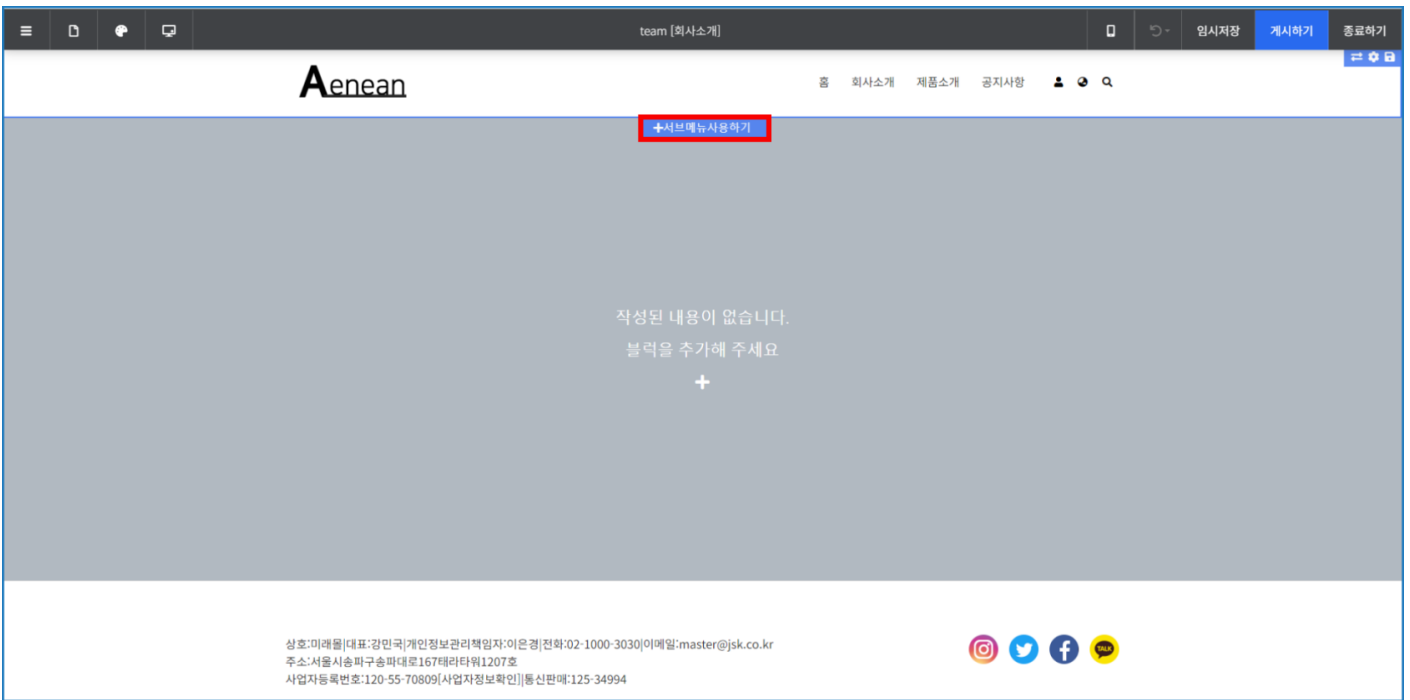 team [회사소개]
임시저장
게시하기
종료하기
Aenean
홈 회사소개 제품소개 공지사항
+서브메뉴사용하기
작성된 내용이 없습니다.
블럭을 추가해 주세요
+
상호:미래몰|대표:강민국|개인정보관리책임자:이은경|전화:02-1000-3030|이메일:master@jsk.co.kr
주소:서울시송파구송파대로167테라타워1207호
사업자등록번호:120-55-70809[사업자정보확인]|통신판매:125-34994
TALK